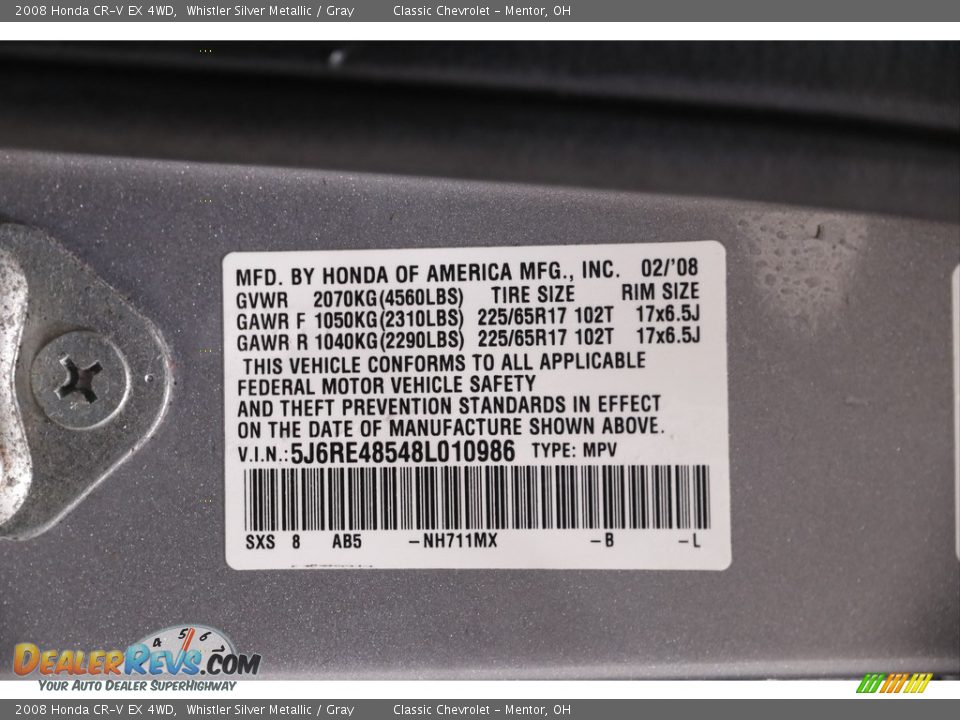 2008 Honda CR-V EX 4WD, Whistler Silver Metallic / Gray Classic Chevrolet - Mentor, OH
MFD. BY HONDA OF AMERICA MFG., INC. 02/'08
GVWR 2070KG(4560LBS) TIRE SIZE RIM SIZE
GAWR F 1050KG(2310LBS) 225/65R17 102T 17x6.5J
GAWR R 1040KG(2290LBS) 225/65R17 102T 17x6.5J
THIS VEHICLE CONFORMS TO ALL APPLICABLE
FEDERAL MOTOR VEHICLE SAFETY
AND THEFT PREVENTION STANDARDS IN EFFECT
ON THE DATE OF MANUFACTURE SHOWN ABOVE.
V.I.N.:5J6RE48548L010986 TYPE: MPV
SXS 8 AB5 -NH711MX -B -L
4 5 6 7
DEALERREVS.COM
YOUR AUTO DEALER SUPERHIGHWAY
2008 Honda CR-V EX 4WD, Whistler Silver Metallic / Gray Classic Chevrolet - Mentor, OH